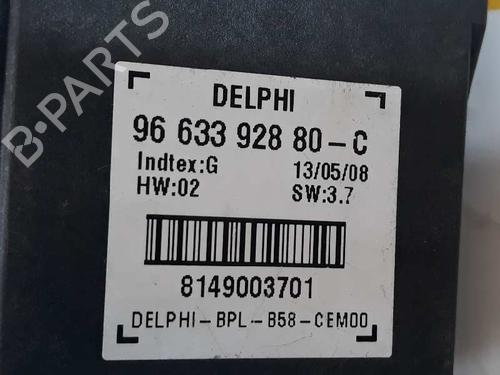 DELPHI
96 633 928 80-C
Indtex:G 13/05/08
HW:02 SW:3.7
8149003701
DELPHI-BPL-B58-CEM00
B-PARTS